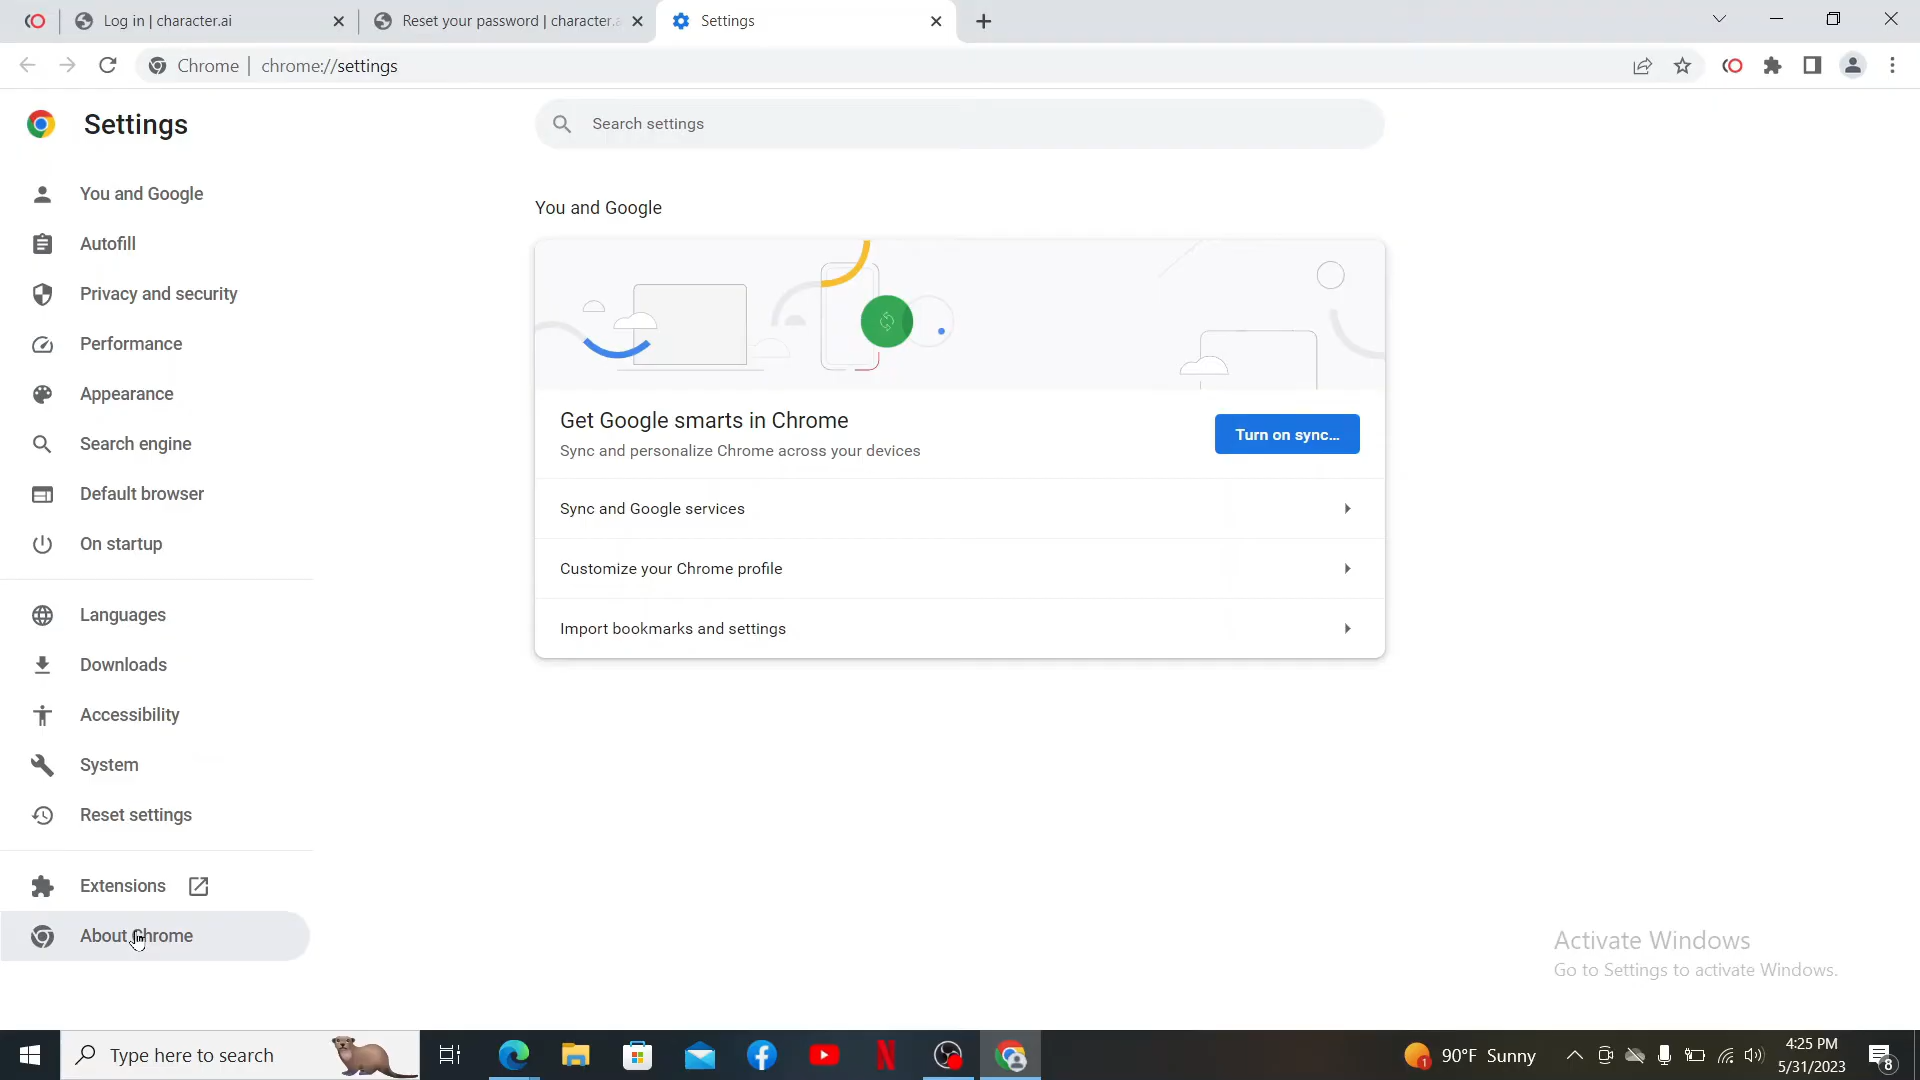 Log in | character.ai
Reset your password | character.a
Settings
Chrome | chrome://settings
Settings
Search settings
You and Google
Autofill
Privacy and security
Performance
Appearance
Search engine
Default browser
On startup
Languages
Downloads
Accessibility
System
Reset settings
Extensions
About Chrome
You and Google
Get Google smarts in Chrome
Sync and personalize Chrome across your devices
Turn on sync...
Sync and Google services
Customize your Chrome profile
Import bookmarks and settings
Activate Windows
Go to Settings to activate Windows.
Type here to search
1
90°F Sunny
4:25 PM
5/31/2023
8